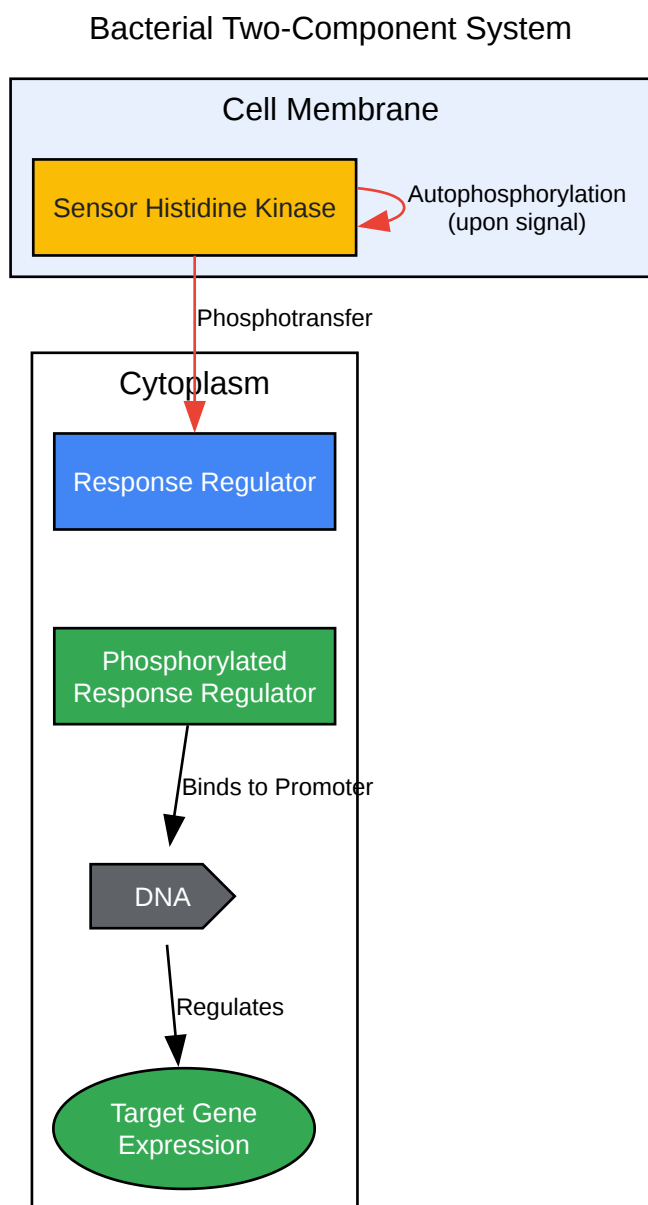 Bacterial Two-Component System
Cell Membrane
Sensor Histidine Kinase
Autophosphorylation
(upon signal)
Phosphotransfer
Cytoplasm
Response Regulator
Phosphorylated
Response Regulator
Binds to Promoter
DNA
Regulates
Target Gene
Expression